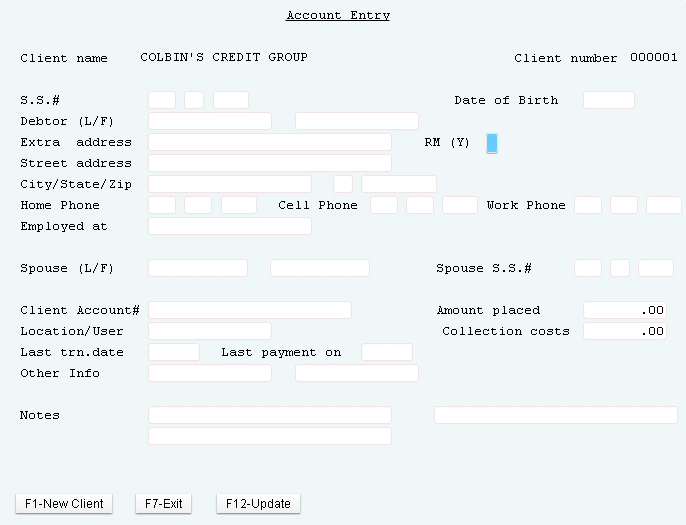 Account Entry
Client name COLBIN'S CREDIT GROUP Client number 000001
S.S.# Date of Birth
Debtor (L/F)
Extra address RM (Y)
Street address
City/State/Zip
Home Phone Cell Phone Work Phone
Employed at
Spouse (L/F) Spouse S.S.#
Client Account# Amount placed .00
Location/User Collection costs .00
Last trn.date Last payment on
Other Info
Notes
F1-New Client F7-Exit F12-Update